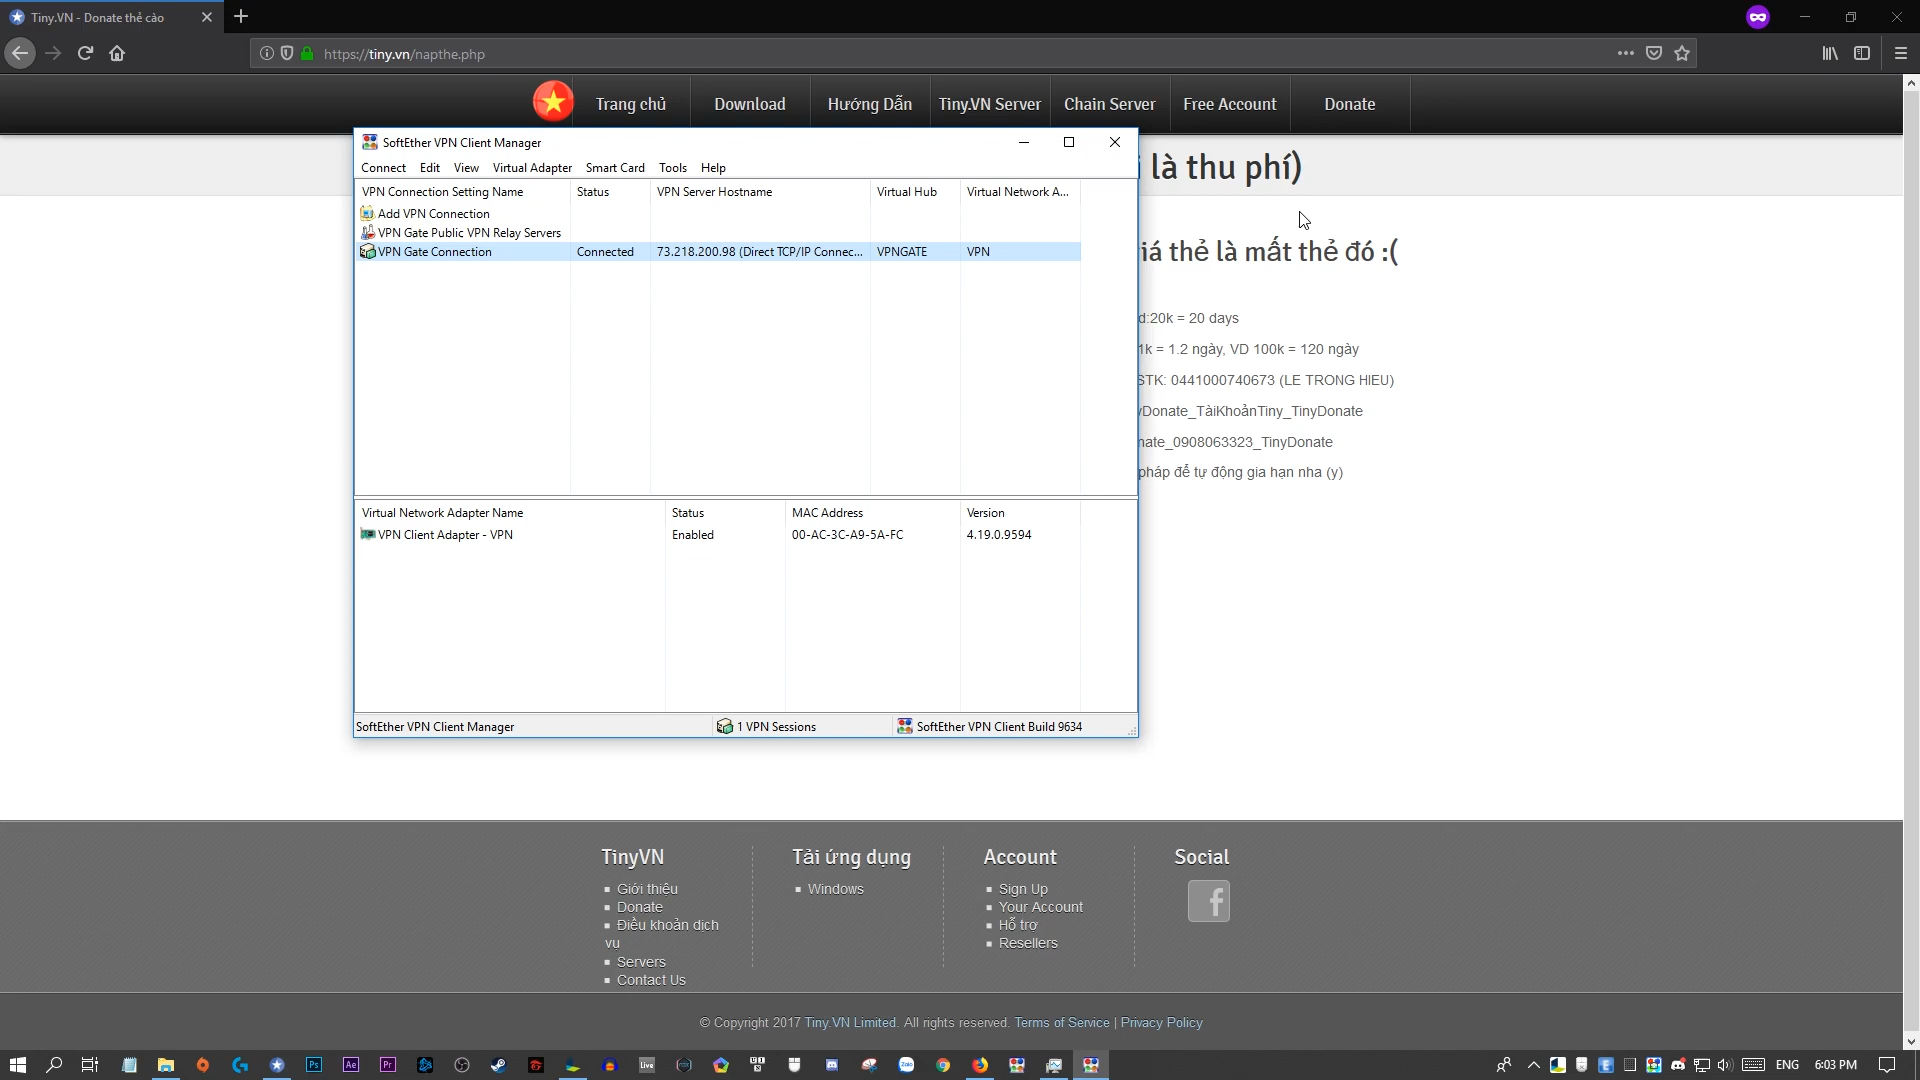 Tiny.VN - Donate thẻ cào
https://tiny.vn/napthe.php
Trang chủ
Download
Hướng Dẫn
Tiny.VN Server
Chain Server
Free Account
Donate
là thu phí)
iá thẻ là mất thẻ đó :(
d:20k = 20 days
1k = 1.2 ngày, VD 100k = 120 ngày
STK: 0441000740673 (LE TRONG HIEU)
yDonate_TàiKhoảnTiny_TinyDonate
nate_0908063323_TinyDonate
pháp để tự động gia hạn nha (y)
SoftEther VPN Client Manager
Connect Edit View Virtual Adapter Smart Card Tools Help
VPN Connection Setting Name Status VPN Server Hostname Virtual Hub Virtual Network A...
Add VPN Connection
VPN Gate Public VPN Relay Servers
VPN Gate Connection Connected 73.218.200.98 (Direct TCP/IP Connec... VPNGATE VPN
Virtual Network Adapter Name Status MAC Address Version
VPN Client Adapter - VPN Enabled 00-AC-3C-A9-5A-FC 4.19.0.9594
SoftEther VPN Client Manager 1 VPN Sessions SoftEther VPN Client Build 9634
TinyVN
Giới thiệu
Donate
Điều khoản dịch
vu
Servers
Contact Us
Tải ứng dụng
Windows
Account
Sign Up
Your Account
Hỗ trợ
Resellers
Social
f
© Copyright 2017 Tiny.VN Limited. All rights reserved. Terms of Service | Privacy Policy
Ps
Ae
Pr
live
Zalo
ENG
6:03 PM